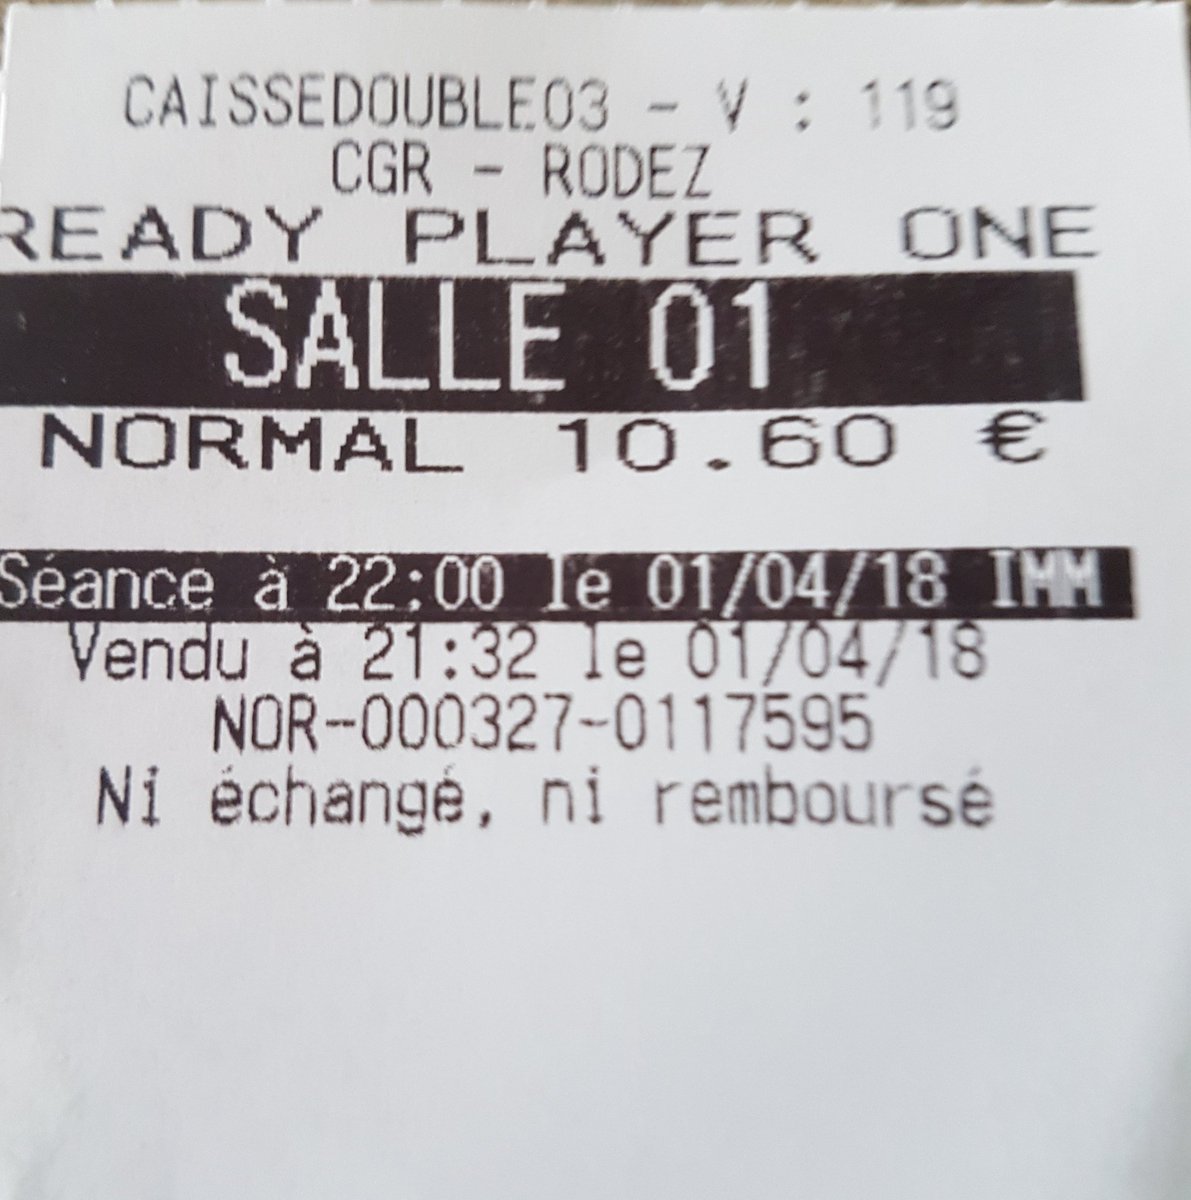 CAISSEDOUBLE03 - V : 119
CGR - RODEZ
READY PLAYER ONE
SALLE 01
NORMAL 10.60 €
Séance à 22:00 le 01/04/18 IMM
Vendu à 21:32 le 01/04/18
NOR-000327-0117595
Ni échangé, ni remboursé